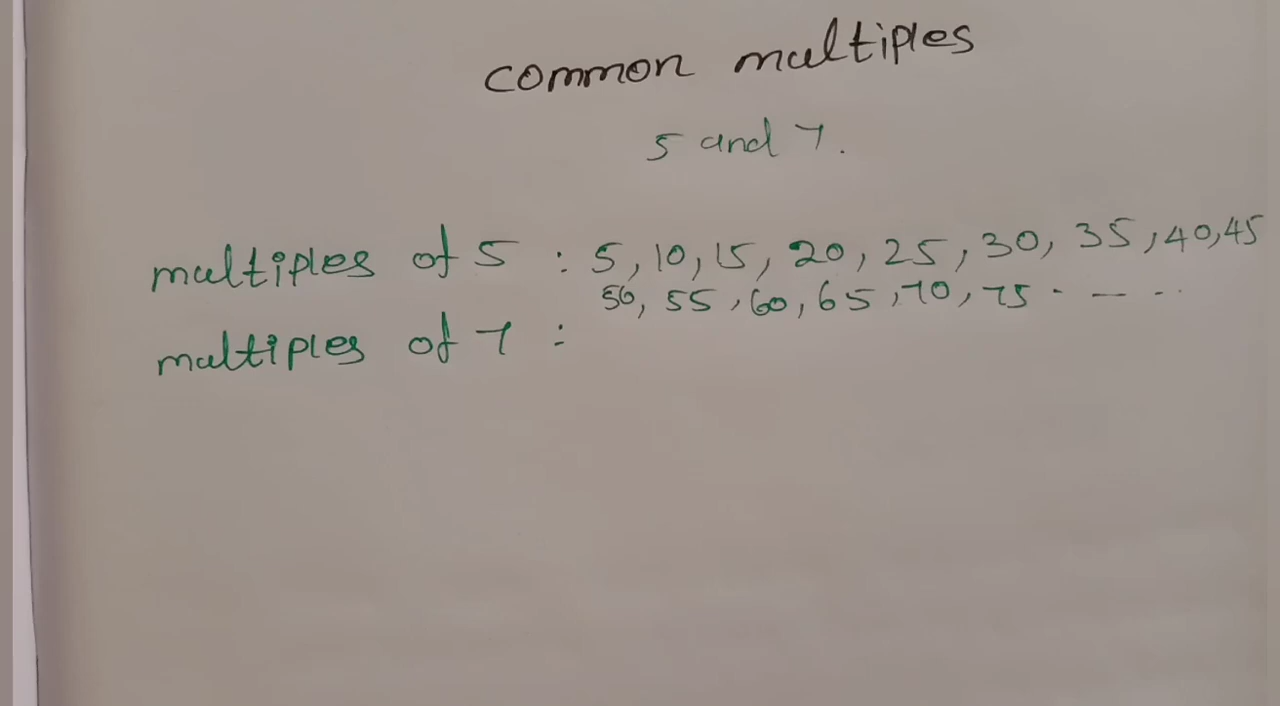 common multiples
5 and 7.
multiples of 5 : 5, 10, 15, 20, 25, 30, 35, 40, 45
50, 55, 60, 65, 70, 75 . - - . .
multiples of 7 :